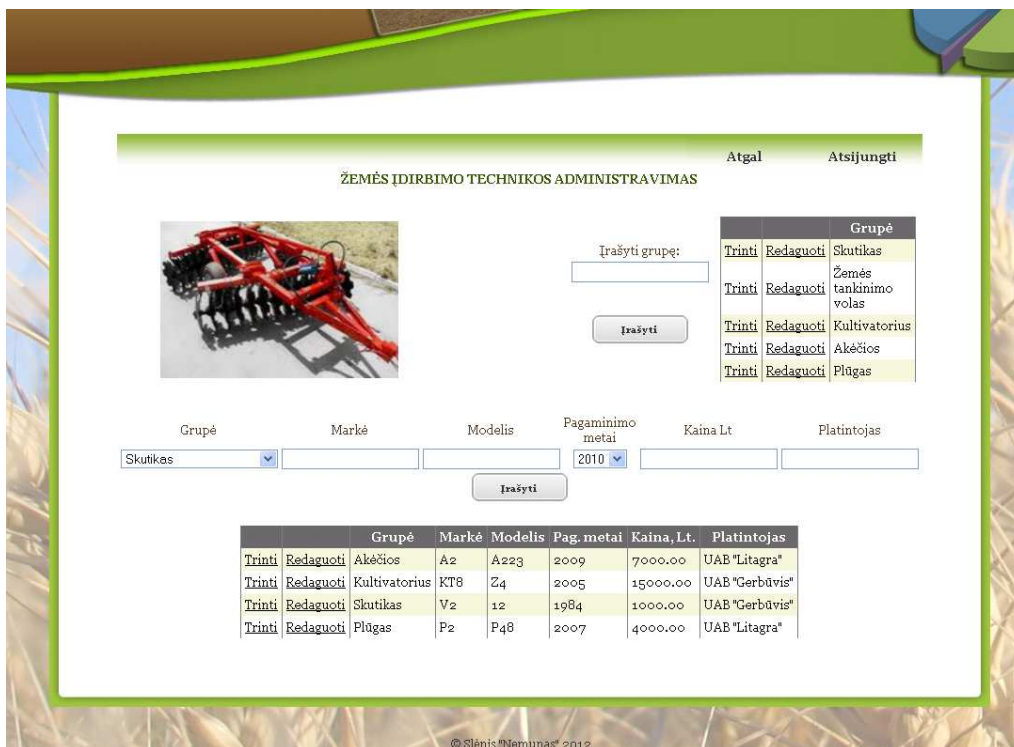 Atgal Atsijungti
ŽEMĖS ĮDIRBIMO TECHNIKOS ADMINISTRAVIMAS
Įrašyti grupę:
Įrašyti
Grupė
Trinti Redaguoti Skutikas
Trinti Redaguoti Žemės tankinimo volas
Trinti Redaguoti Kultivatorius
Trinti Redaguoti Akėčios
Trinti Redaguoti Plūgas
Grupė Markė Modelis Pagaminimo metai Kaina Lt Platintojas
Skutikas 2010
Įrašyti
Grupė Markė Modelis Pag. metai Kaina, Lt. Platintojas
Trinti Redaguoti Akėčios A2 A223 2009 7000.00 UAB "Litagra"
Trinti Redaguoti Kultivatorius KT8 Z4 2005 15000.00 UAB "Gerbūvis"
Trinti Redaguoti Skutikas V2 12 1984 1000.00 UAB "Gerbūvis"
Trinti Redaguoti Plūgas P2 P48 2007 4000.00 UAB "Litagra"
© Slėnis "Nemunas" 2012